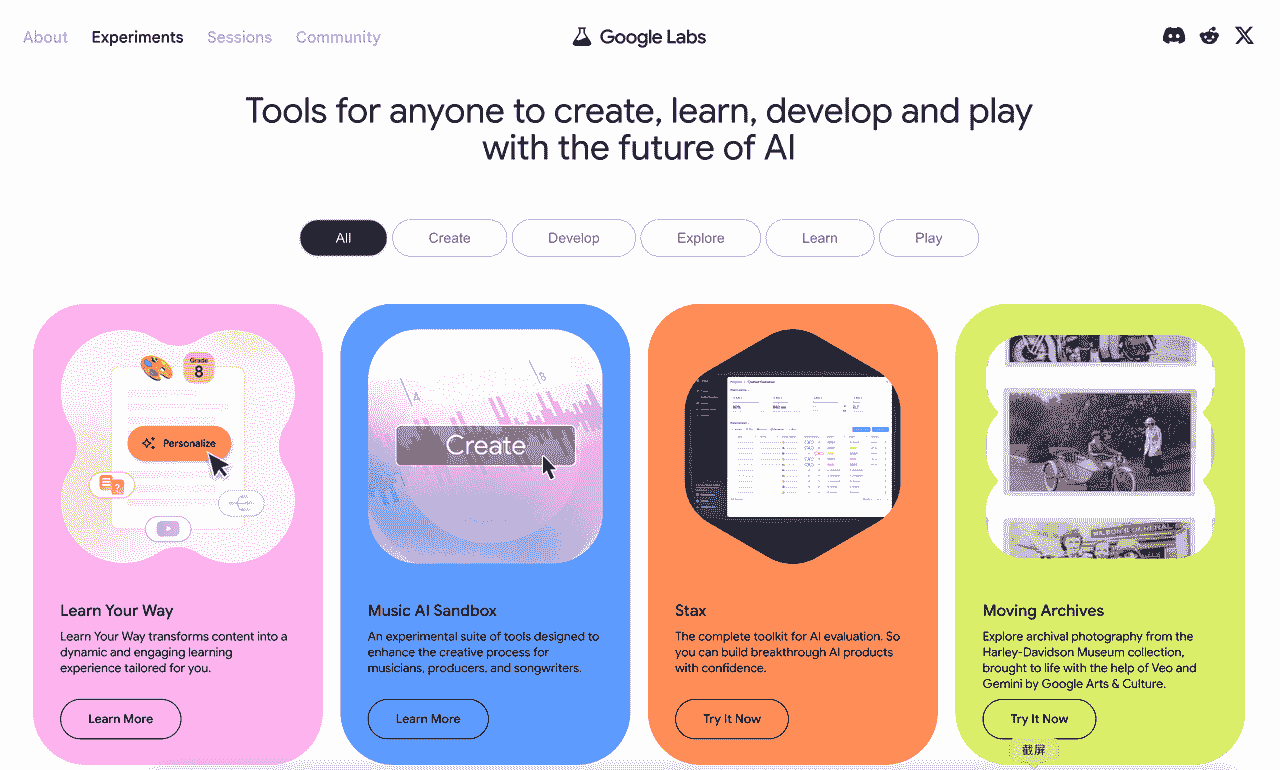 About Experiments Sessions Community
Google Labs
Tools for anyone to create, learn, develop and play
with the future of AI
All Create Develop Explore Learn Play
Grade
8
Personalize
Create
Learn Your Way
Learn Your Way transforms content into a
dynamic and engaging learning
experience tailored for you.
Learn More
Music AI Sandbox
An experimental suite of tools designed to
enhance the creative process for
musicians, producers, and songwriters.
Learn More
Stax
The complete toolkit for AI evaluation. So
you can build breakthrough AI products
with confidence.
Try It Now
Moving Archives
Explore archival photography from the
Harley-Davidson Museum collection,
brought to life with the help of Veo and
Gemini by Google Arts & Culture.
Try It Now
截屏